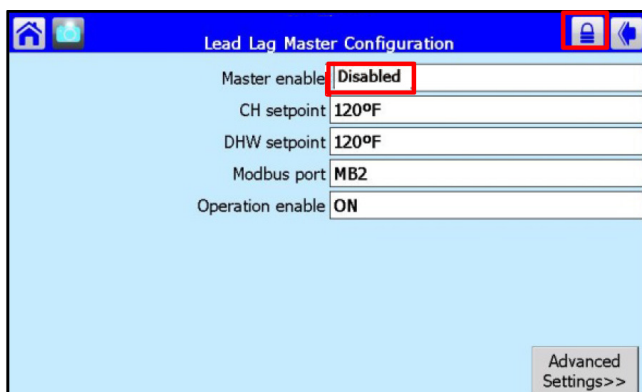 Lead Lag Master Configuration
Master enable Disabled
CH setpoint 120ºF
DHW setpoint 120ºF
Modbus port MB2
Operation enable ON
Advanced
Settings>>